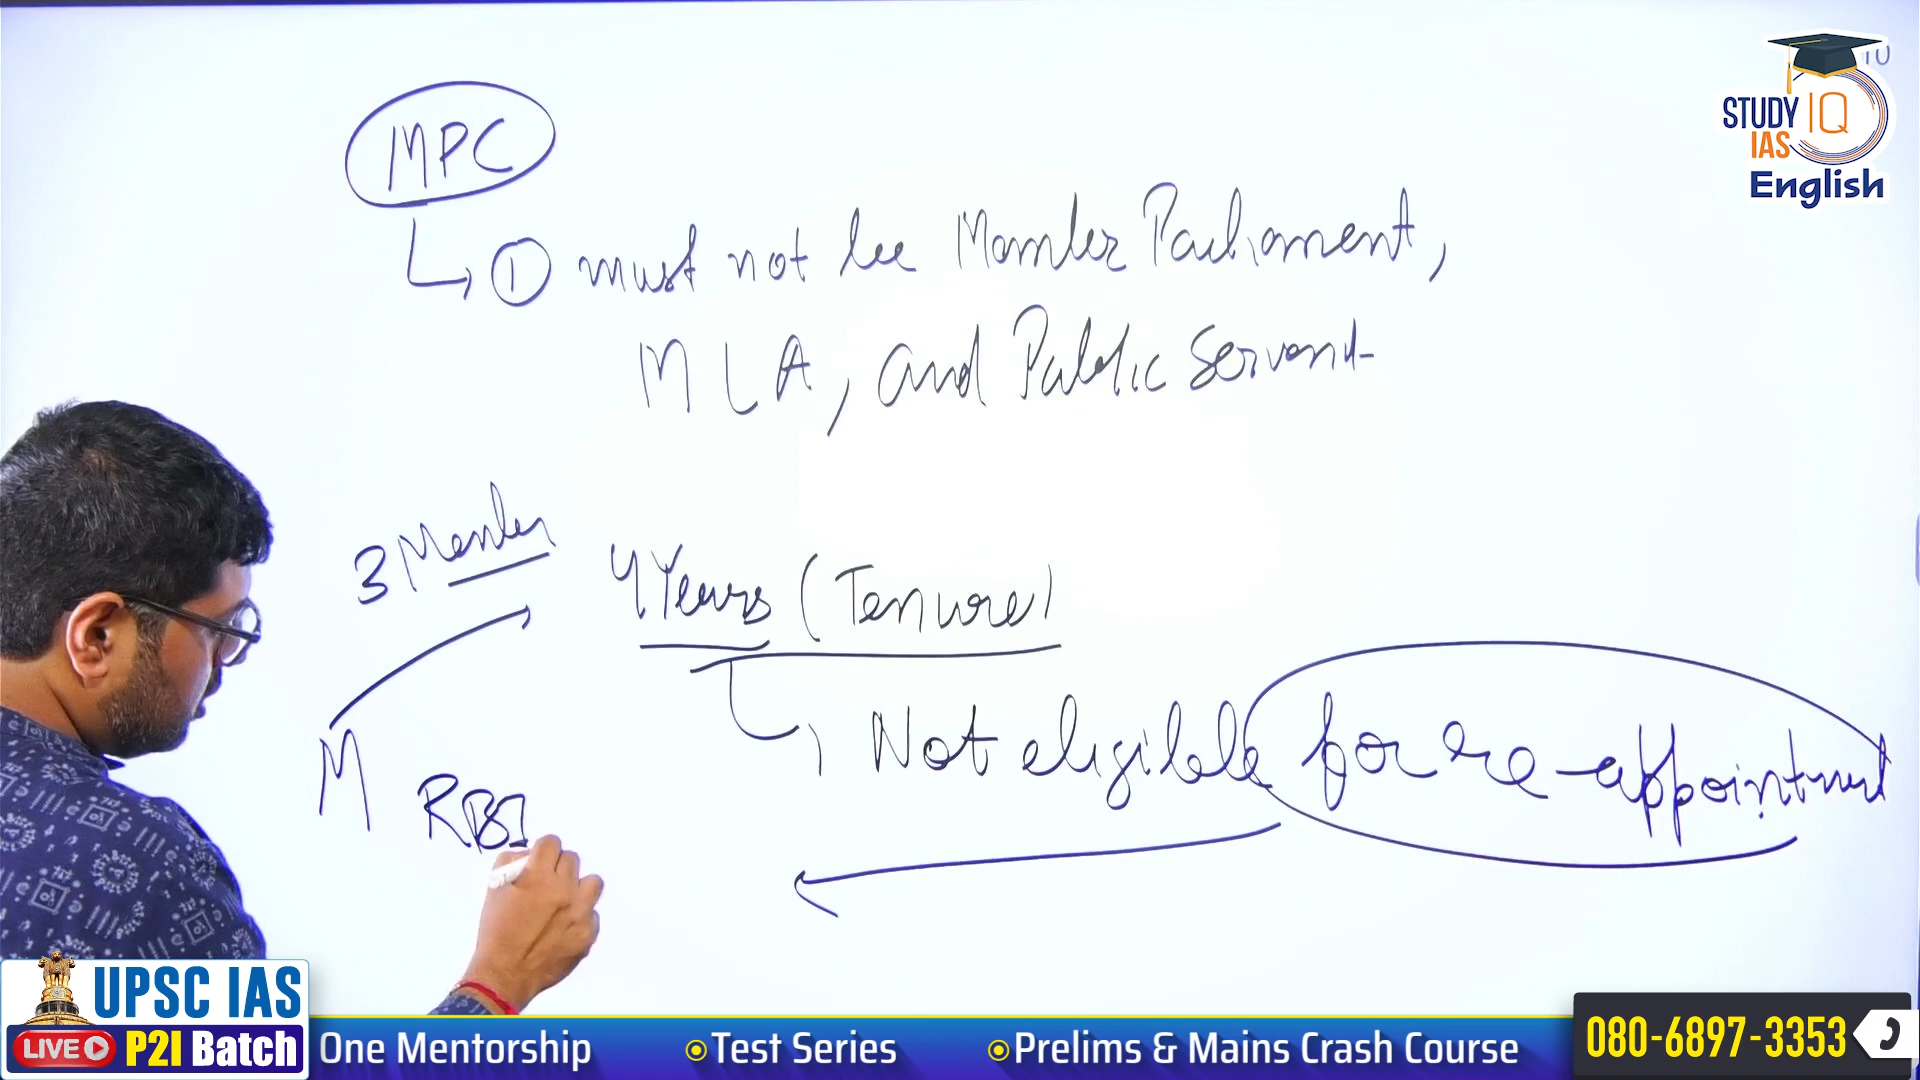 10
STUDY IQ
IAS
English
MPC
① must not be Member Parliament,
MLA, and Public Servant
3 Member
4 Years (Tenure)
Not eligible for re-appointment
M
RBI
UPSC IAS
LIVE P2I Batch
One Mentorship Test Series Prelims & Mains Crash Course
080-6897-3353